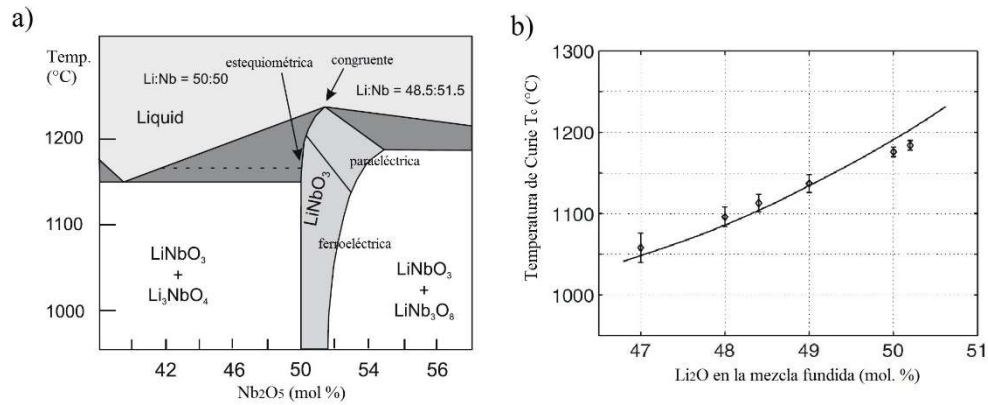 a)
Temp.
(°C)
estequiométrica
congruente
Li:Nb = 50:50
Li:Nb = 48.5:51.5
Liquid
1200
1100
1000
paraeléctrica
LiNbO₃
ferroeléctrica
LiNbO₃
+
Li₃NbO₄
LiNbO₃
+
LiNb₃O₈
42 46 50 52 54 56
Nb₂O₅ (mol %)
b)
Temperatura de Curie Tc (°C)
1300
1200
1100
1000
47 48 49 50 51
Li2O en la mezcla fundida (mol. %)